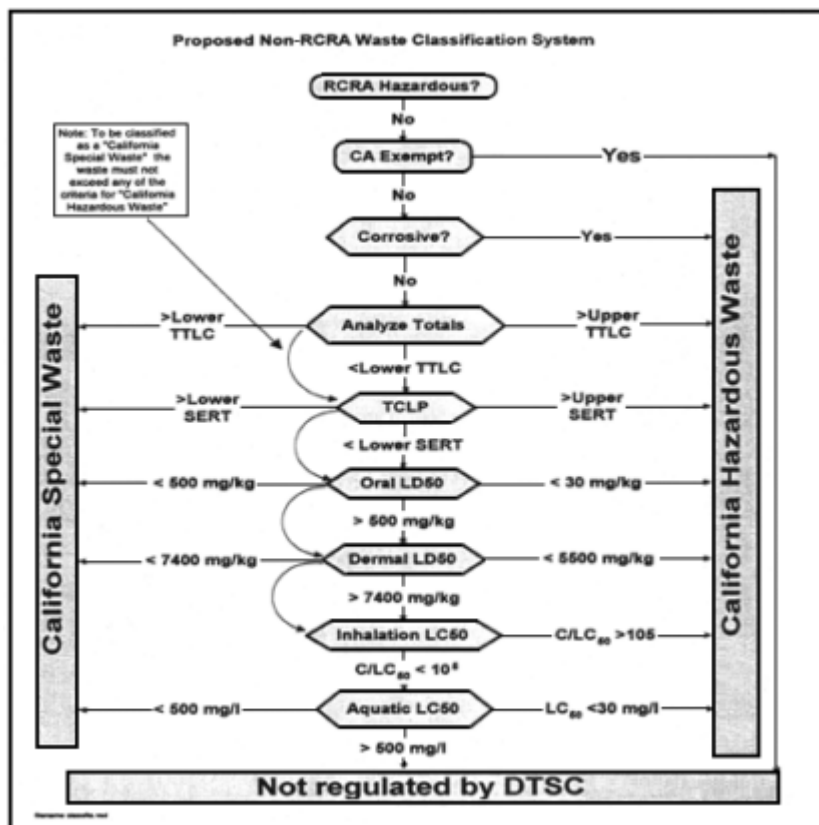 Proposed Non-RCRA Waste Classification System
RCRA Hazardous?
No
Note: To be classified
as a "California
Special Waste" the
waste must not
exceed any of the
criteria for "California
Hazardous Waste"
CA Exempt?
Yes
No
Corrosive?
Yes
No
>Lower
TTLC
Analyze Totals
>Upper
TTLC
<Lower TTLC
>Lower
SERT
TCLP
>Upper
SERT
< Lower SERT
< 500 mg/kg
Oral LD50
< 30 mg/kg
> 500 mg/kg
< 7400 mg/kg
Dermal LD50
< 5500 mg/kg
> 7400 mg/kg
Inhalation LC50
C/LC₅₀ >105
C/LC₅₀ < 10⁵
< 500 mg/l
Aquatic LC50
LC₅₀ <30 mg/l
> 500 mg/l
California Special Waste
California Hazardous Waste
Not regulated by DTSC